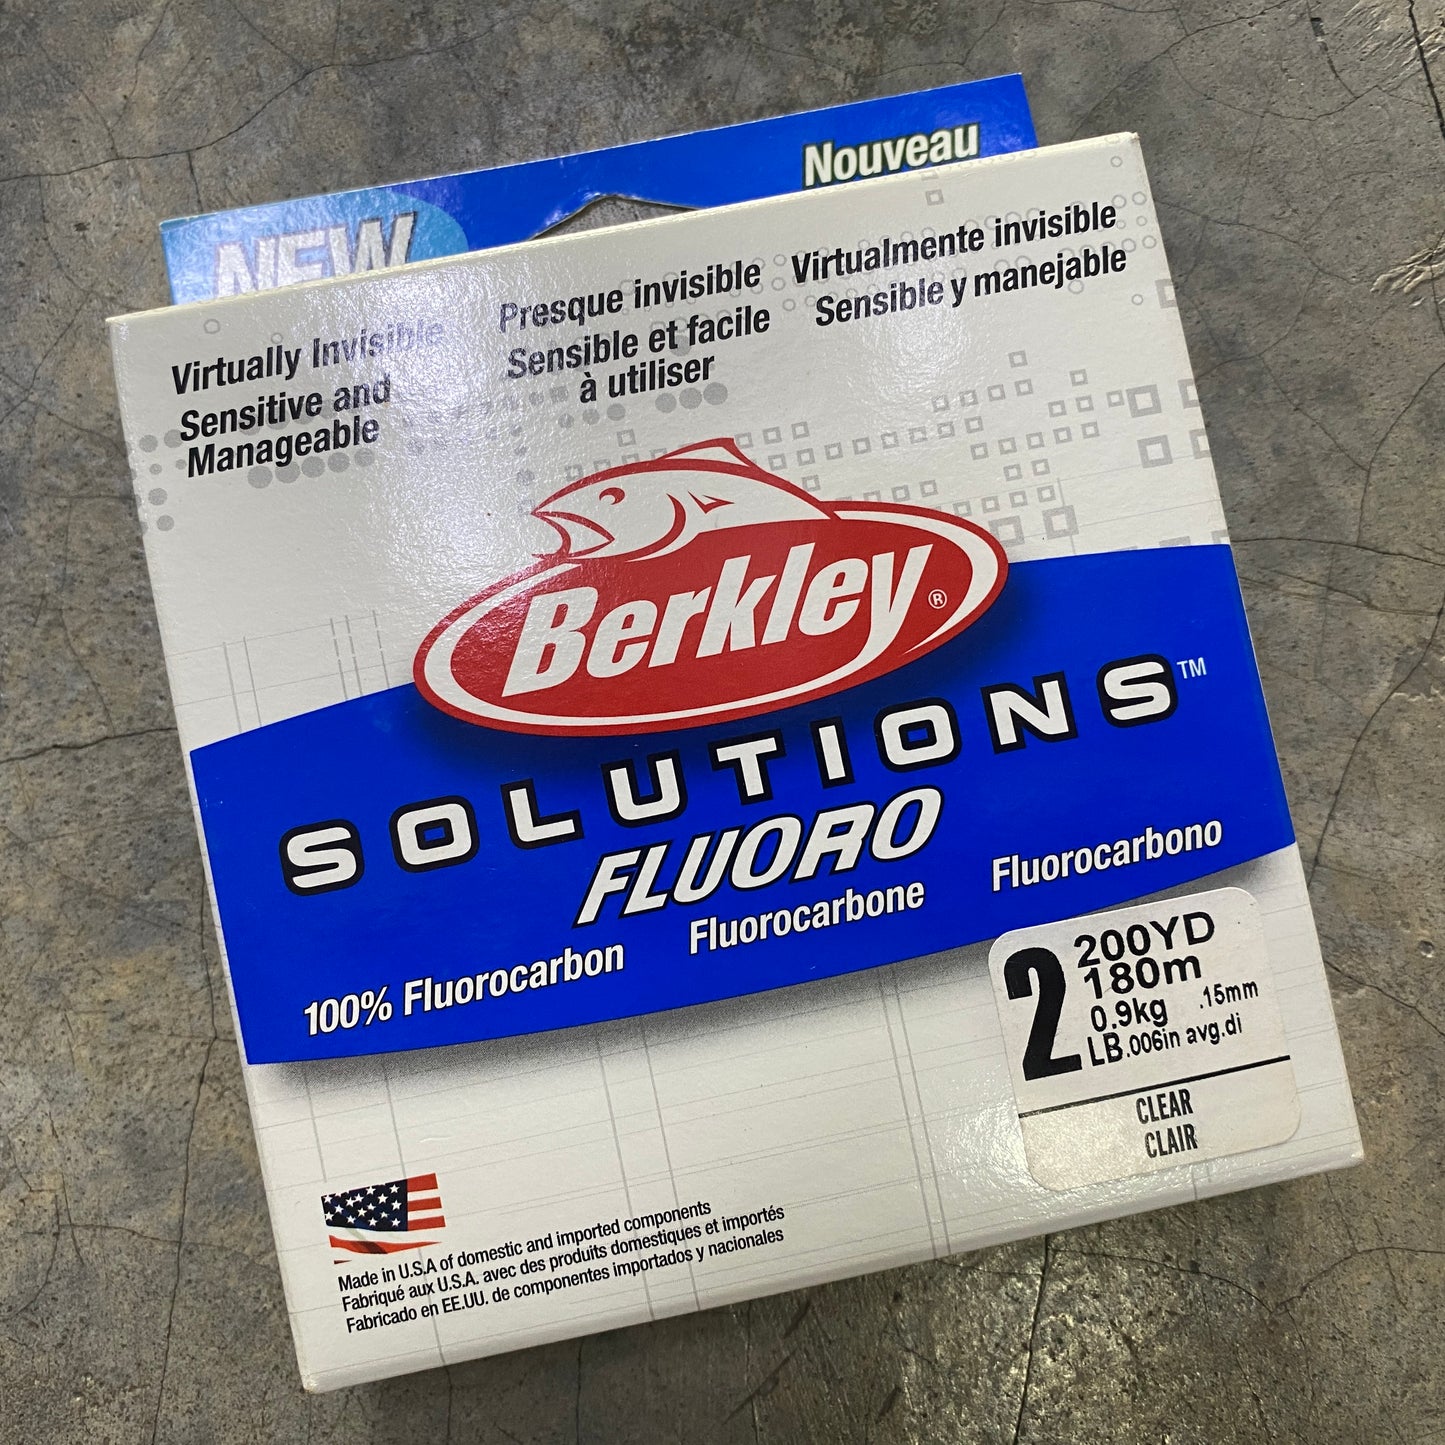 NEW
Nouveau
Virtually Invisible
Sensitive and
Manageable
Presque invisible
Sensible et facile
à utiliser
Virtualmente invisible
Sensible y manejable
Berkley®
SOLUTIONS™
FLUORO
100% Fluorocarbon
Fluorocarbone
Fluorocarbono
2
200YD
180m
0.9kg .15mm
LB.006in avg.di
CLEAR
CLAIR
Made in U.S.A of domestic and imported components
Fabriqué aux U.S.A. avec des produits domestiques et importés
Fabricado en EE.UU. de componentes importados y nacionales